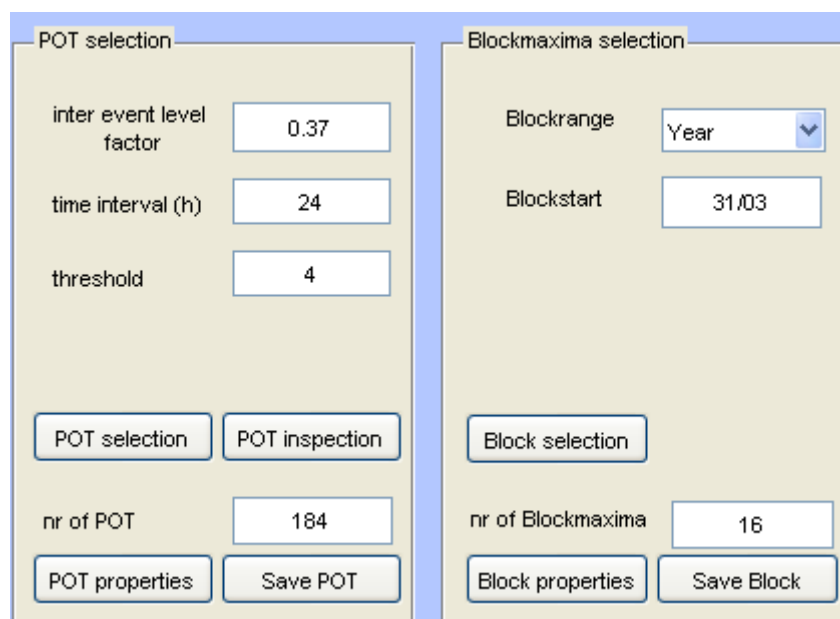 POT selection
inter event level
factor
0.37
time interval (h)
24
threshold
4
POT selection
POT inspection
nr of POT
184
POT properties
Save POT
Blockmaxima selection
Blockrange
Year
Blockstart
31/03
Block selection
nr of Blockmaxima
16
Block properties
Save Block